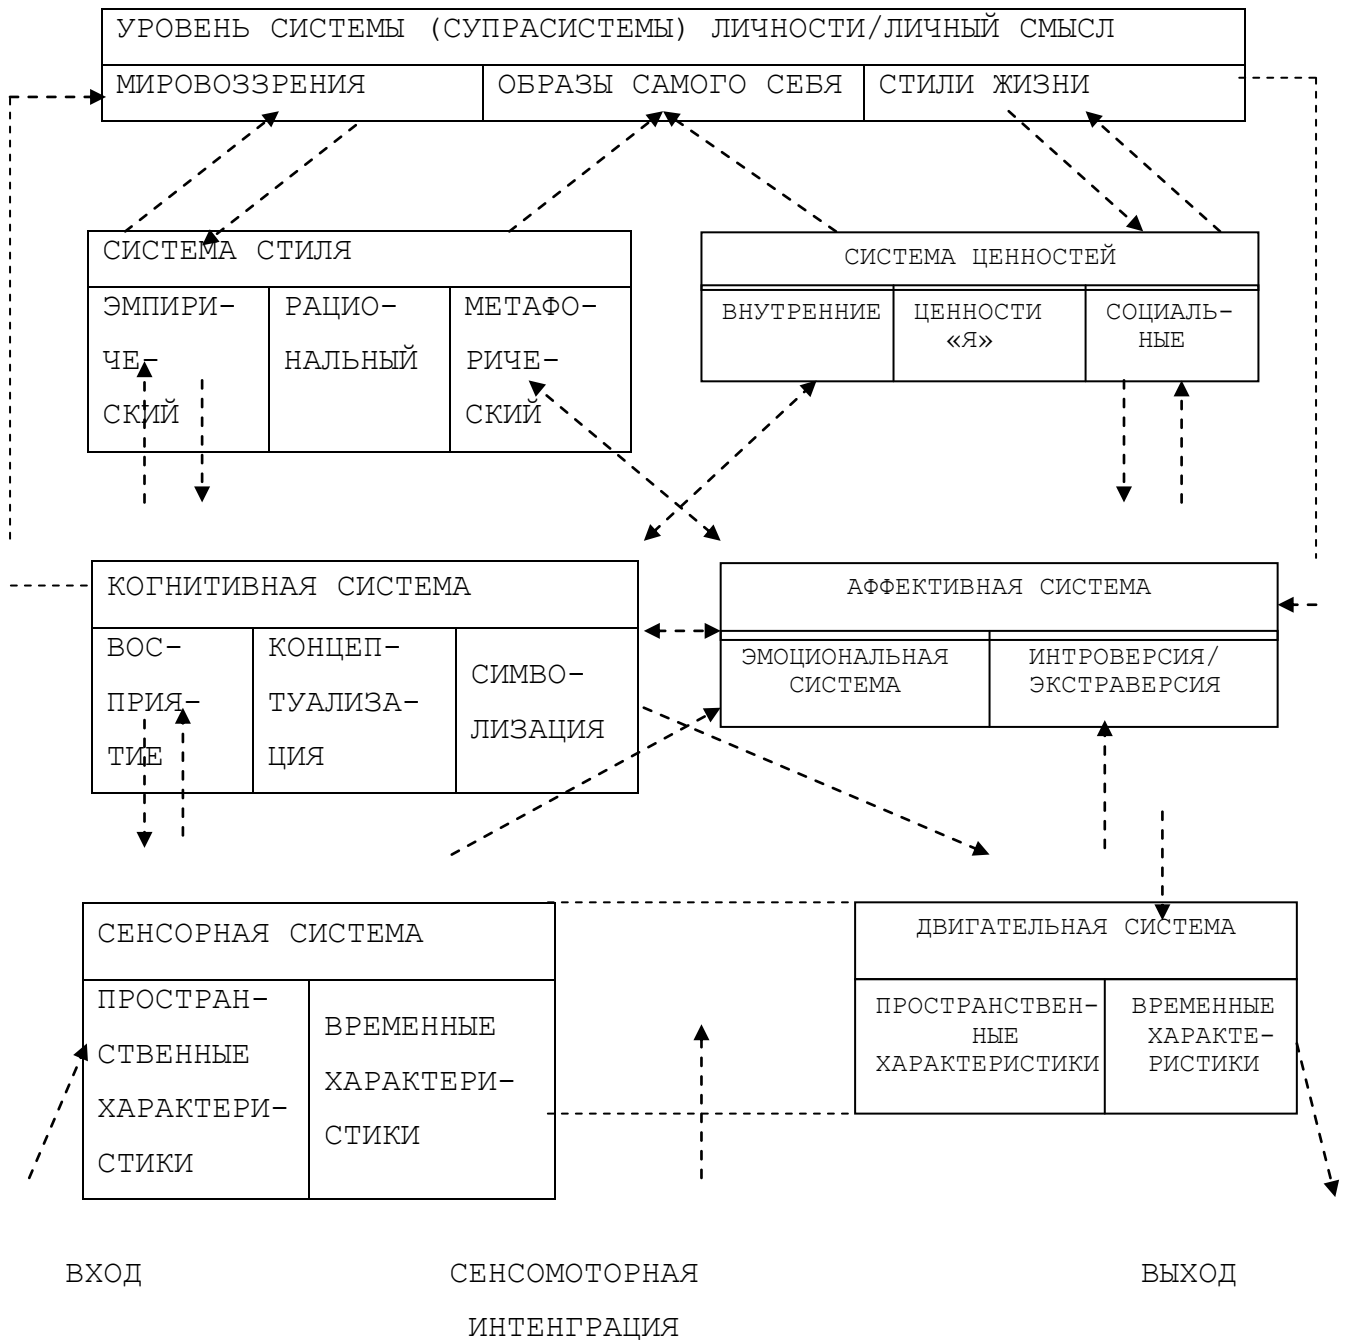 УРОВЕНЬ СИСТЕМЫ (СУПРАСИСТЕМЫ) ЛИЧНОСТИ/ЛИЧНЫЙ СМЫСЛ
МИРОВОЗЗРЕНИЯ
ОБРАЗЫ САМОГО СЕБЯ
СТИЛИ ЖИЗНИ
СИСТЕМА СТИЛЯ
ЭМПИРИ-
ЧЕ-
СКИЙ
РАЦИО-
НАЛЬНЫЙ
МЕТАФО-
РИЧЕ-
СКИЙ
СИСТЕМА ЦЕННОСТЕЙ
ВНУТРЕННИЕ
ЦЕННОСТИ
«Я»
СОЦИАЛЬ-
НЫЕ
КОГНИТИВНАЯ СИСТЕМА
ВОС-
ПРИЯ-
ТИЕ
КОНЦЕП-
ТУАЛИЗА-
ЦИЯ
СИМВО-
ЛИЗАЦИЯ
АФФЕКТИВНАЯ СИСТЕМА
ЭМОЦИОНАЛЬНАЯ
СИСТЕМА
ИНТРОВЕРСИЯ/
ЭКСТРАВЕРСИЯ
СЕНСОРНАЯ СИСТЕМА
ПРОСТРАН-
СТВЕННЫЕ
ХАРАКТЕРИ-
СТИКИ
ВРЕМЕННЫЕ
ХАРАКТЕРИ-
СТИКИ
ДВИГАТЕЛЬНАЯ СИСТЕМА
ПРОСТРАНСТВЕН-
НЫЕ
ХАРАКТЕРИСТИКИ
ВРЕМЕННЫЕ
ХАРАКТЕ-
РИСТИКИ
ВХОД
СЕНСОМОТОРНАЯ
ИНТЕНГРАЦИЯ
ВЫХОД